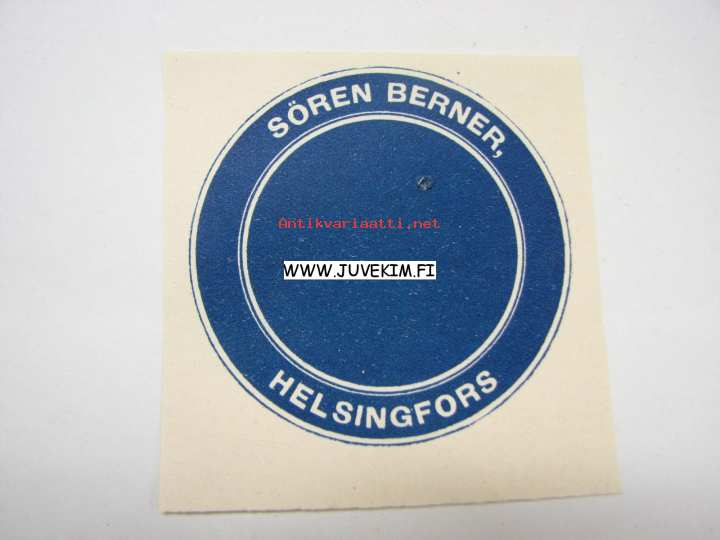 SÖREN BERNER,
Antikvariaatti.net
WWW.JUVEKIM.FI
HELSINGFORS